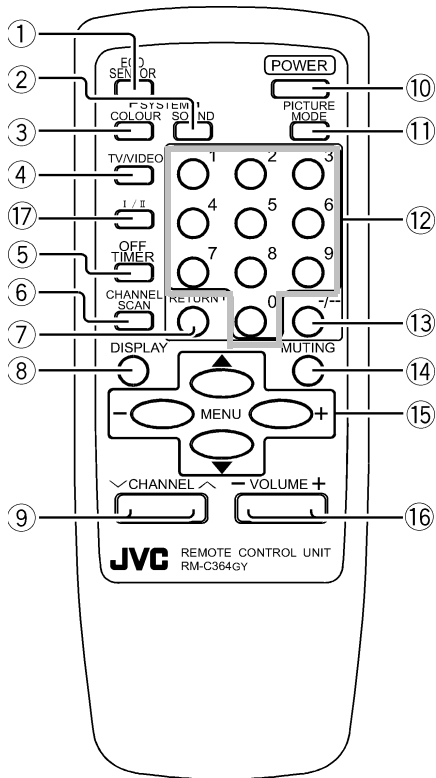 ① ECO SENSOR
POWER ⑩
② SYSTEM
③ COLOUR SOUND
PICTURE MODE ⑪
④ TV/VIDEO
1 2 3
⑰ I / II
4 5 6 ⑫
⑤ OFF TIMER
7 8 9
⑥ CHANNEL SCAN
⑦ RETURN+ 0 -/-- ⑬
⑧ DISPLAY
MUTING ⑭
− MENU + ⑮
⑨ CHANNEL
− VOLUME + ⑯
JVC REMOTE CONTROL UNIT
RM-C364GY